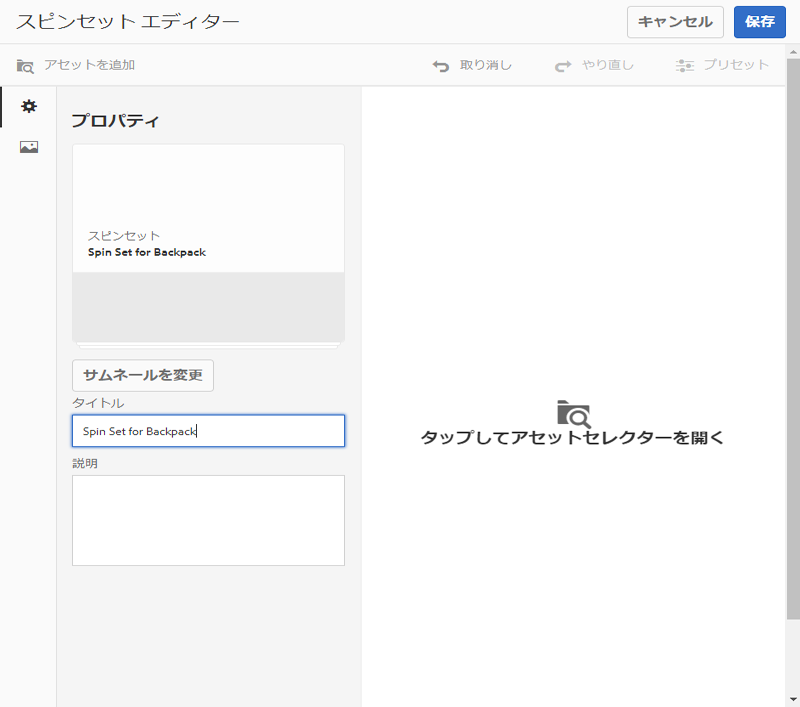 スピンセット エディター
キャンセル
保存
アセットを追加
取り消し
やり直し
プリセット
プロパティ
スピンセット
Spin Set for Backpack
サムネールを変更
タイトル
Spin Set for Backpack
説明
タップしてアセットセレクターを開く